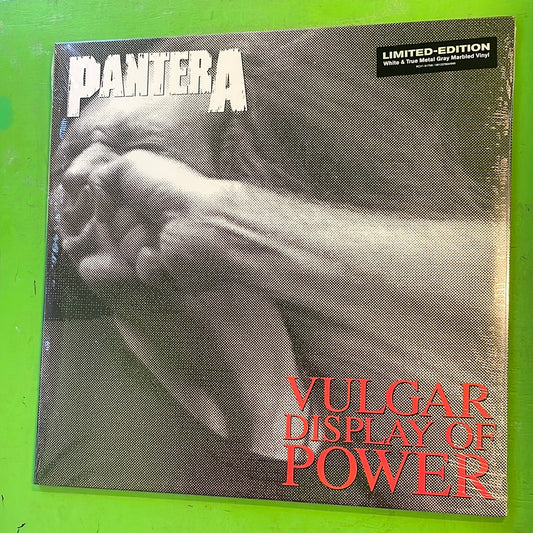 PANTERA
LIMITED-EDITION
White & True Metal Gray Marbled Vinyl
VULGAR
DISPLAY OF
POWER